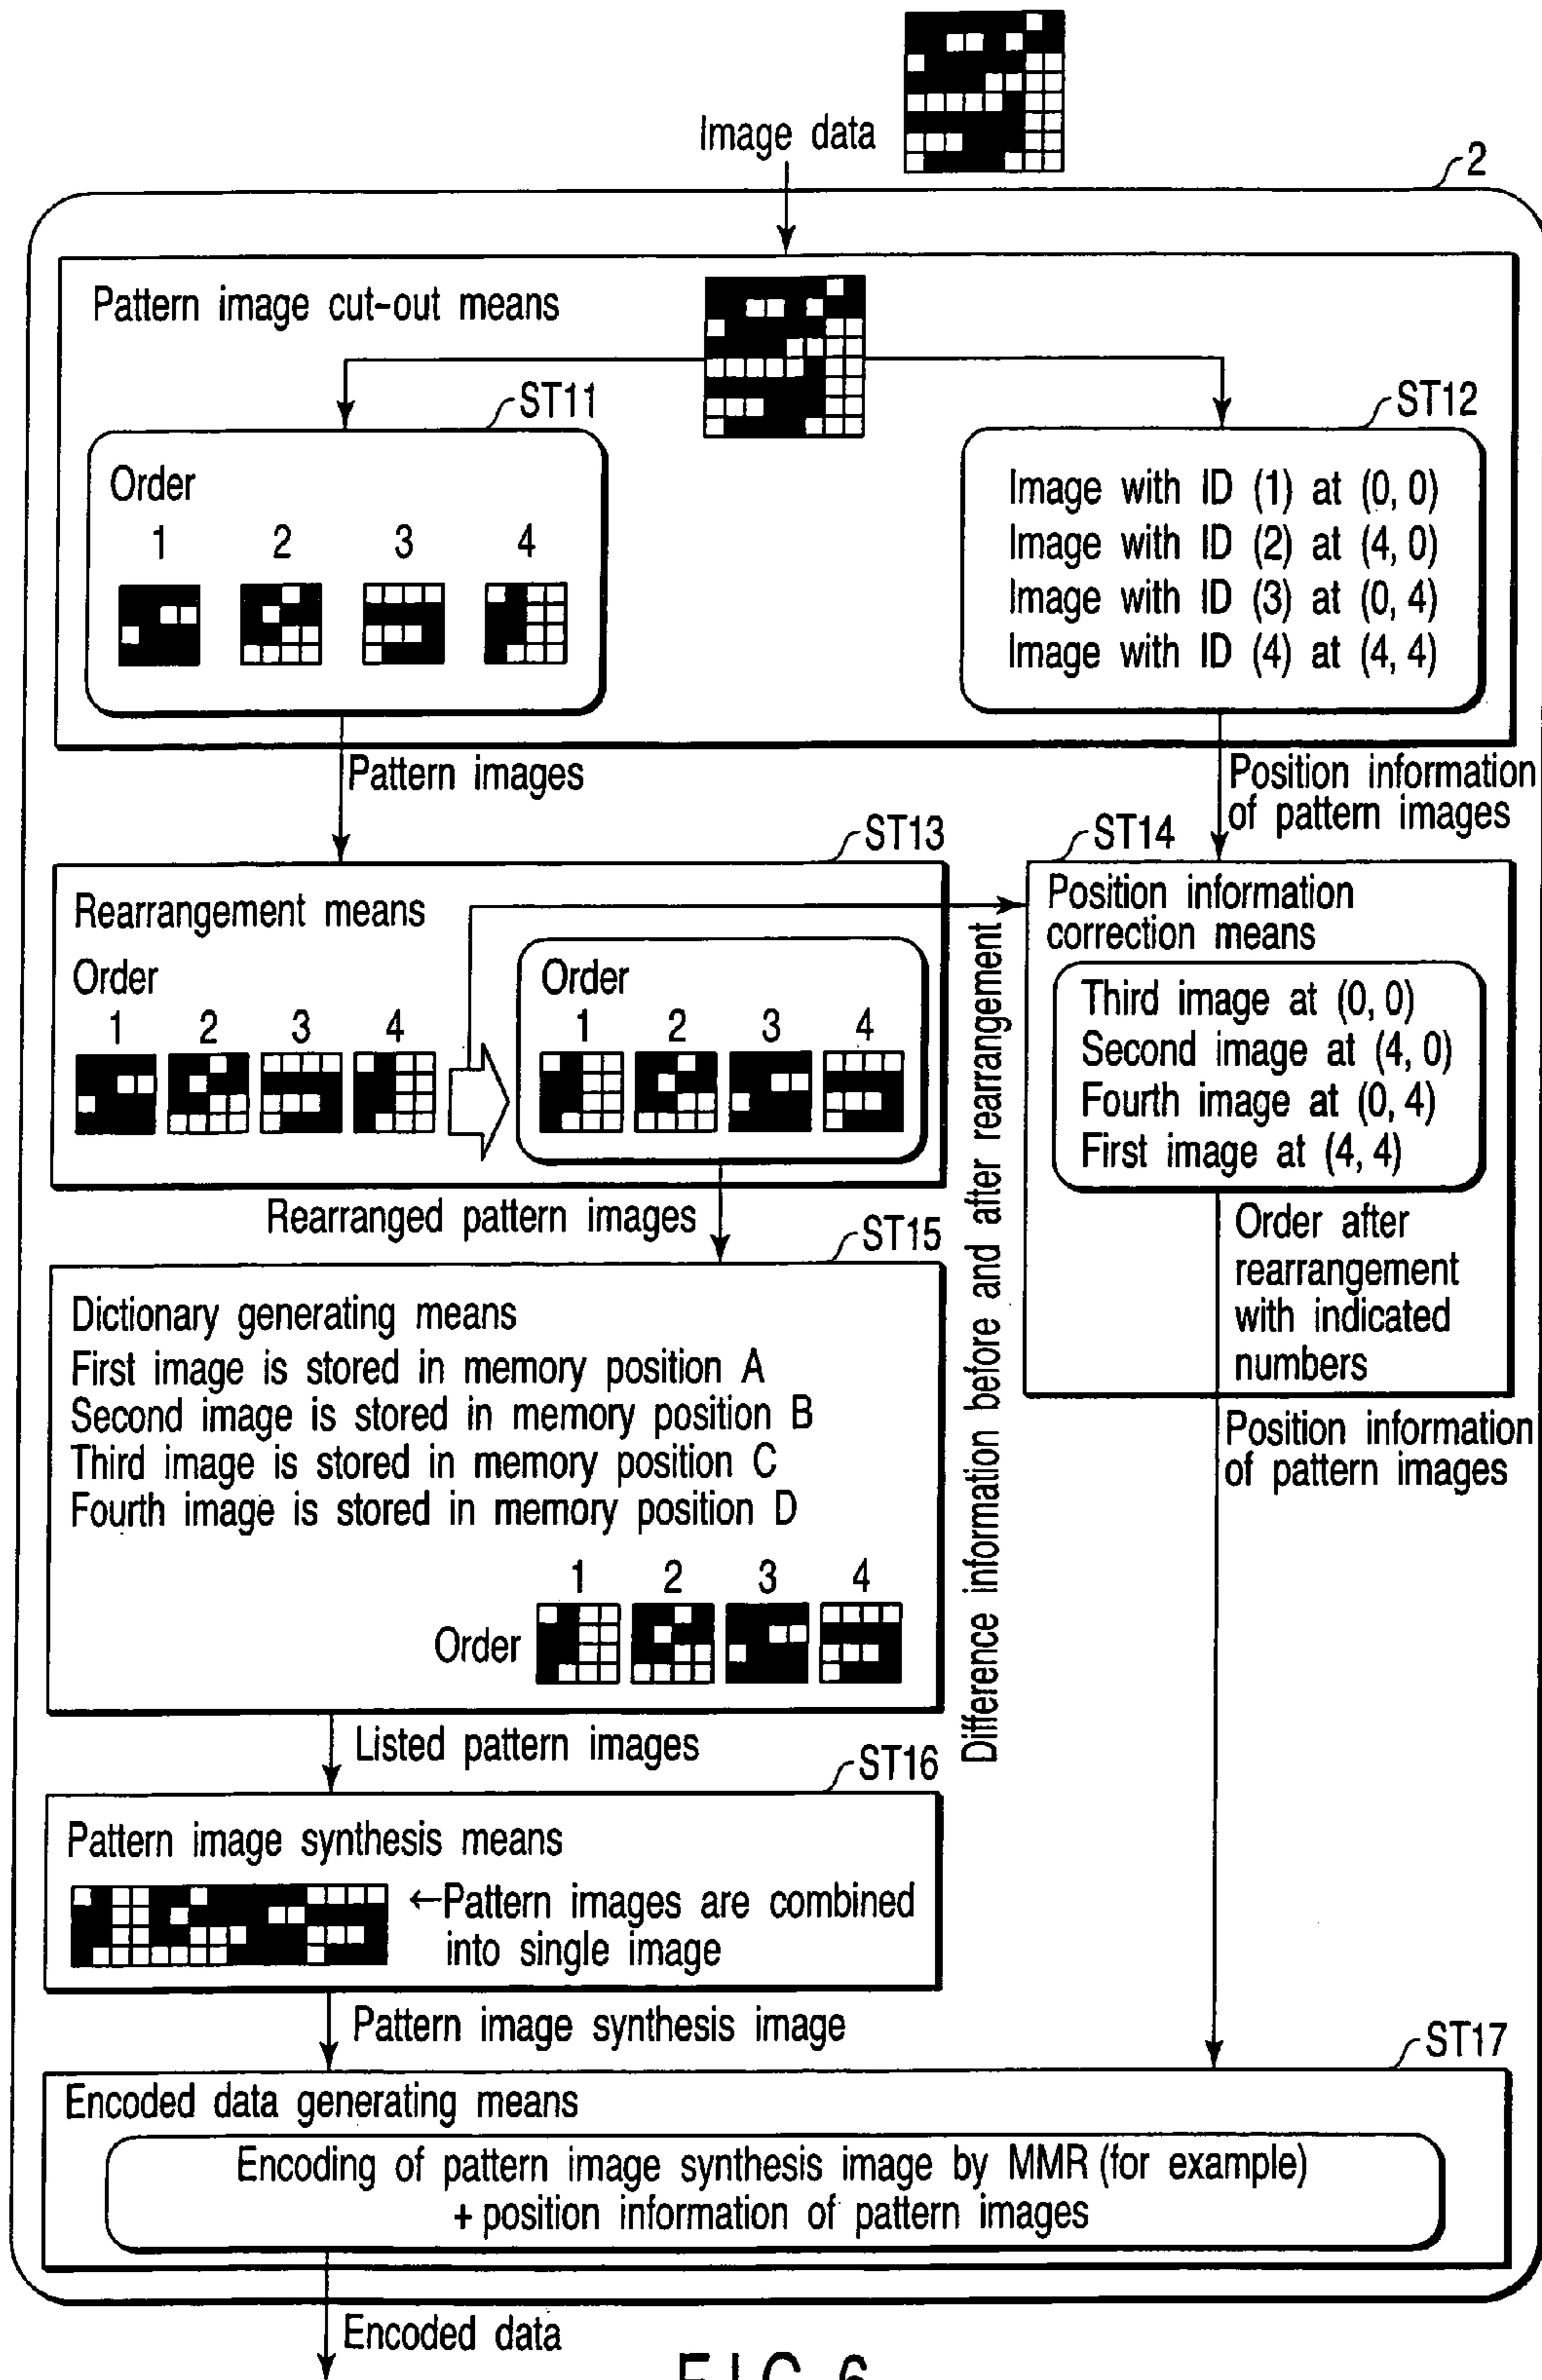 Image data
2
Pattern image cut-out means
ST11
Order
1 2 3 4
ST12
Image with ID (1) at (0, 0)
Image with ID (2) at (4, 0)
Image with ID (3) at (0, 4)
Image with ID (4) at (4, 4)
Pattern images
Position information
of pattern images
ST13
Rearrangement means
Order
1 2 3 4
Order
1 2 3 4
Difference information before and after rearrangement
ST14
Position information
correction means
Third image at (0, 0)
Second image at (4, 0)
Fourth image at (0, 4)
First image at (4, 4)
Order after
rearrangement
with indicated
numbers
Rearranged pattern images
ST15
Dictionary generating means
First image is stored in memory position A
Second image is stored in memory position B
Third image is stored in memory position C
Fourth image is stored in memory position D
1 2 3 4
Order
Position information
of pattern images
Listed pattern images
ST16
Pattern image synthesis means
←Pattern images are combined
into single image
Pattern image synthesis image
ST17
Encoded data generating means
Encoding of pattern image synthesis image by MMR (for example)
+ position information of pattern images
Encoded data
FIG. 6